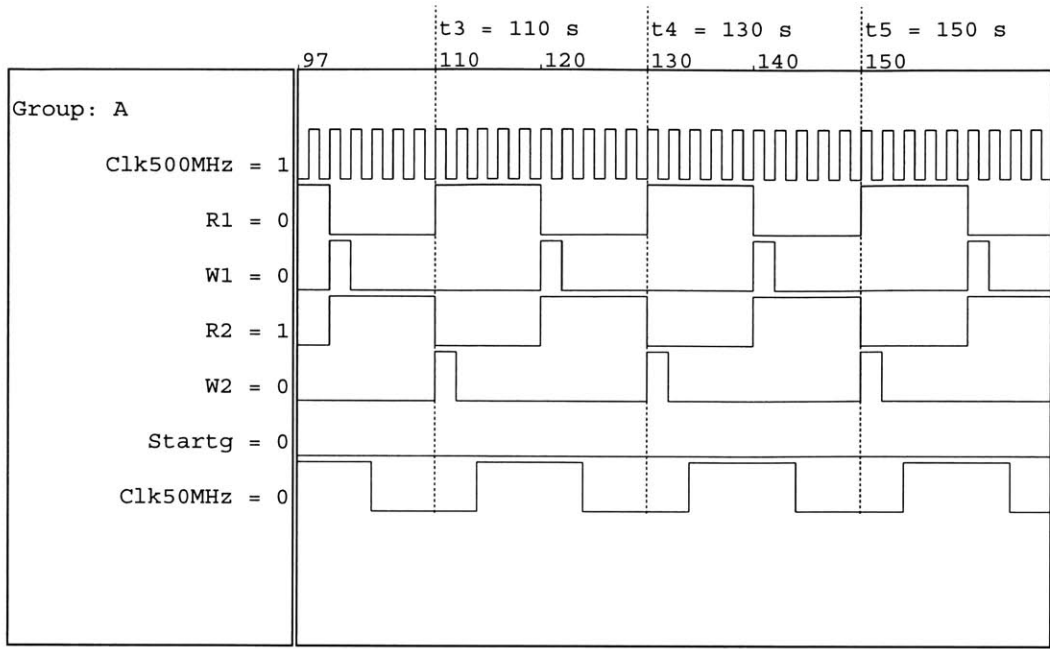 t3 = 110 s t4 = 130 s t5 = 150 s
97 110 120 130 140 150
Group: A
Clk500MHz = 1
R1 = 0
W1 = 0
R2 = 1
W2 = 0
Startg = 0
Clk50MHz = 0